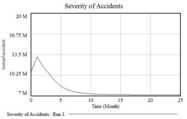 Severity of Accidents
20 M
16.75 M
13.5 M
10.25 M
7 M
0 5 10 15 20 25
Time (Month)
Severity of Accidents : Run 1